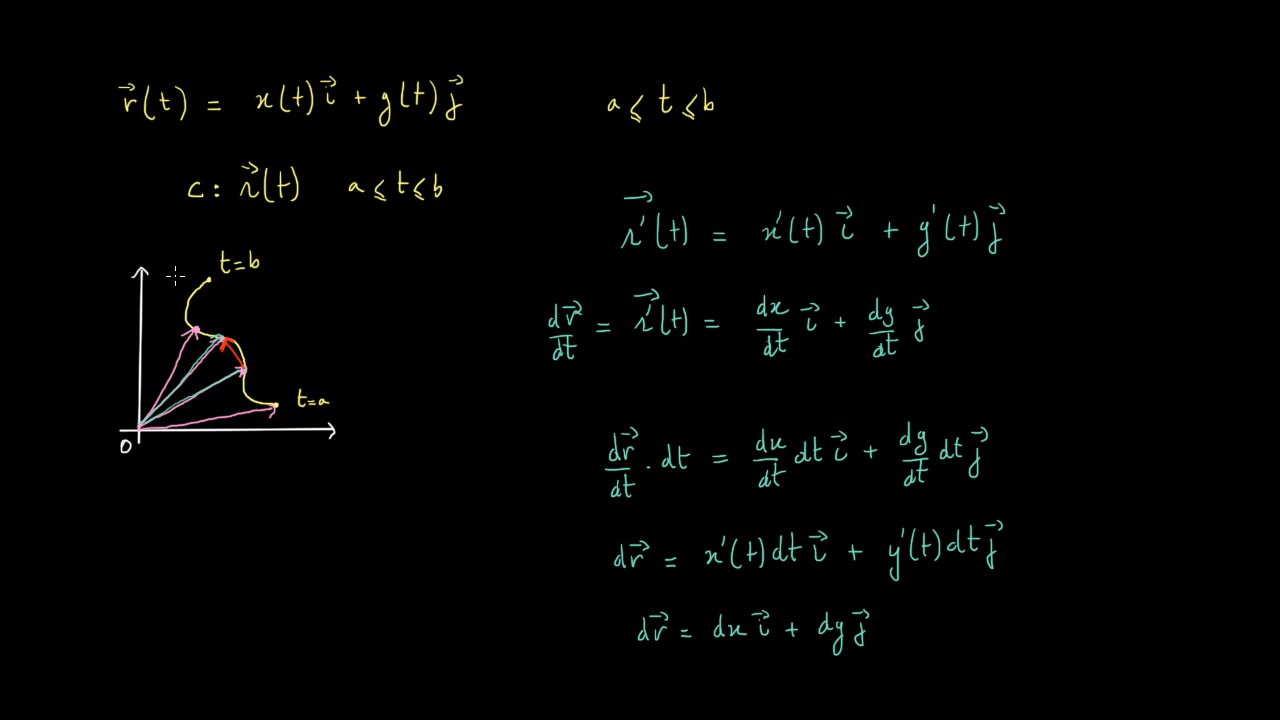 r⃗(t) = x(t) i⃗ + y(t) j⃗
a ⩽ t ⩽ b
C: r⃗(t) a ⩽ t ⩽ b
r⃗'(t) = x'(t) i⃗ + y'(t) j⃗
t=b
dr⃗/dt = r⃗'(t) = dx/dt i⃗ + dy/dt j⃗
t=a
0
dr⃗/dt . dt = dx/dt dt i⃗ + dy/dt dt j⃗
dr⃗ = x'(t) dt i⃗ + y'(t) dt j⃗
dr⃗ = dx i⃗ + dy j⃗